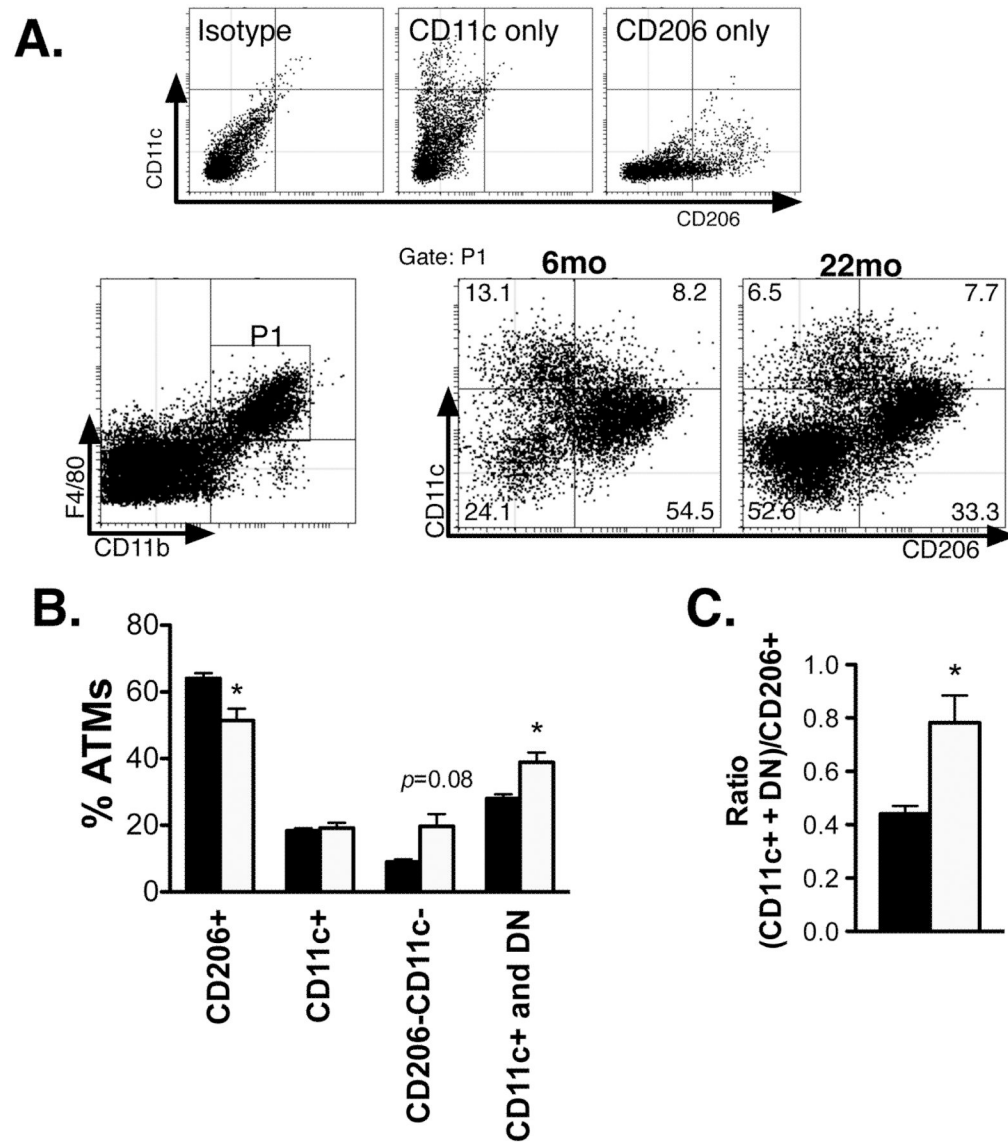 A.
Isotype
CD11c only
CD206 only
CD11c
CD206
Gate: P1
6mo
22mo
P1
F4/80
CD11b
13.1
8.2
24.1
54.5
6.5
7.7
52.6
33.3
CD11c
CD206
B.
% ATMs
80
60
40
20
0
*
p=0.08
*
CD206+
CD11c+
CD206-CD11c-
CD11c+ and DN
C.
Ratio
(CD11c+ + DN)/CD206+
1.0
0.8
0.6
0.4
0.2
0.0
*